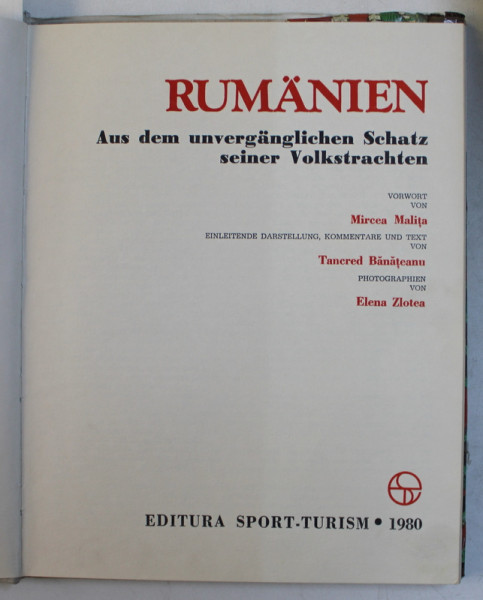 RUMÄNIEN
Aus dem unvergänglichen Schatz
seiner Volkstrachten
VORWORT
VON
Mircea Malița
EINLEITENDE DARSTELLUNG, KOMMENTARE UND TEXT
VON
Tancred Bănățeanu
PHOTOGRAPHIEN
VON
Elena Zlotea
EDITURA SPORT-TURISM • 1980